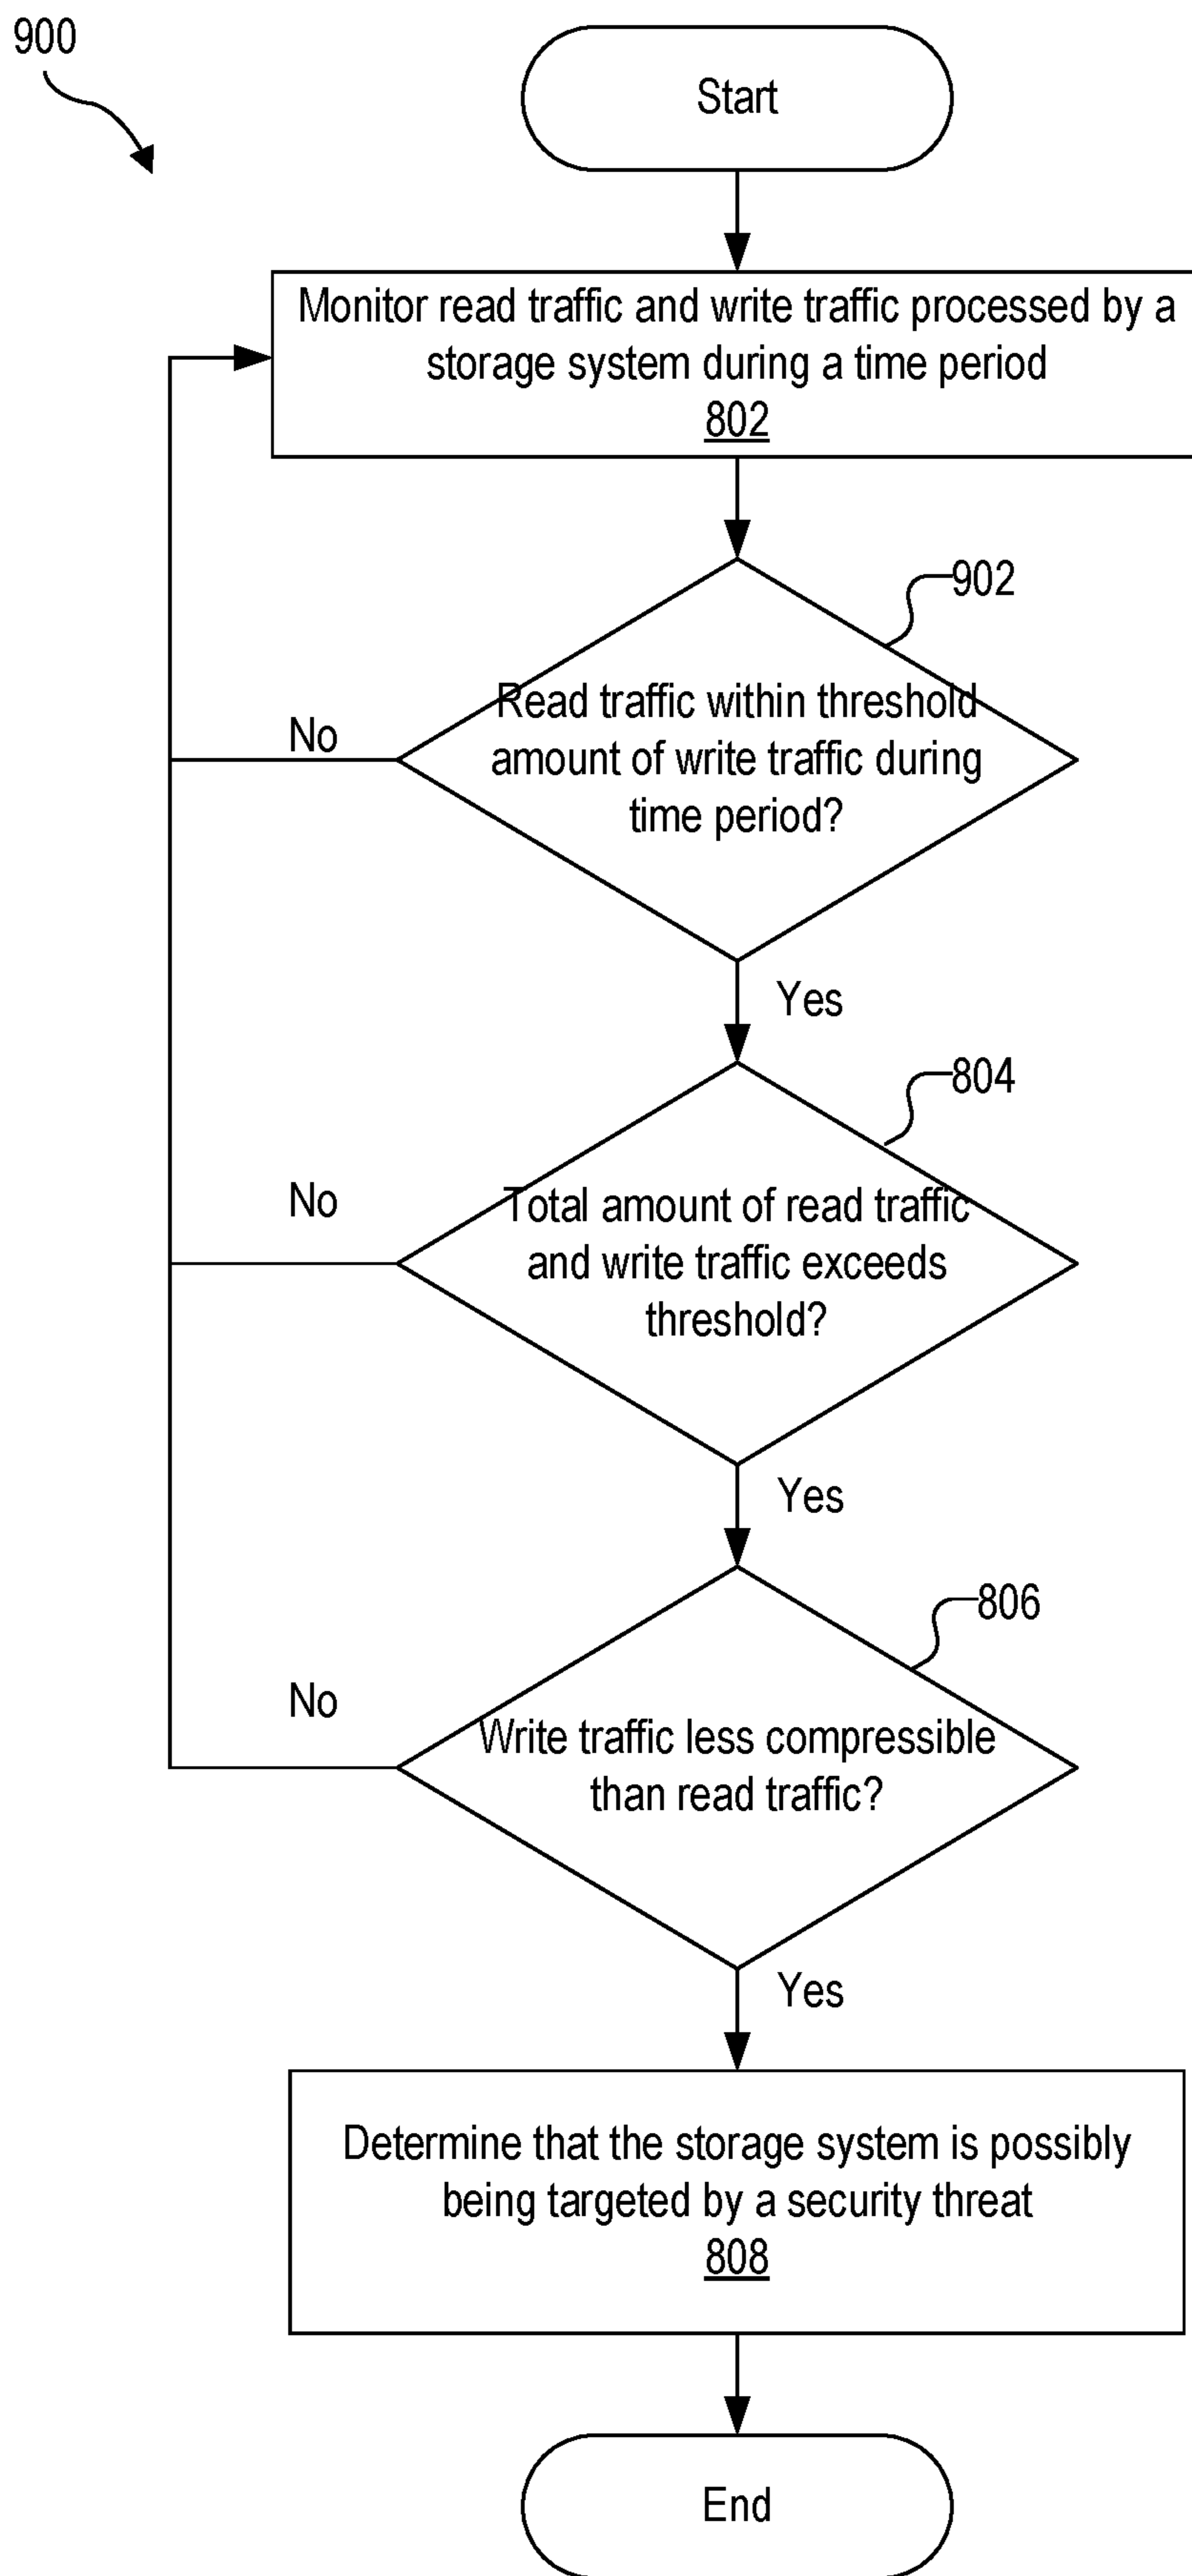 900
Start
Monitor read traffic and write traffic processed by a
storage system during a time period
802
902
Read traffic within threshold
amount of write traffic during
time period?
No
Yes
804
Total amount of read traffic
and write traffic exceeds
threshold?
No
Yes
806
Write traffic less compressible
than read traffic?
No
Yes
Determine that the storage system is possibly
being targeted by a security threat
808
End